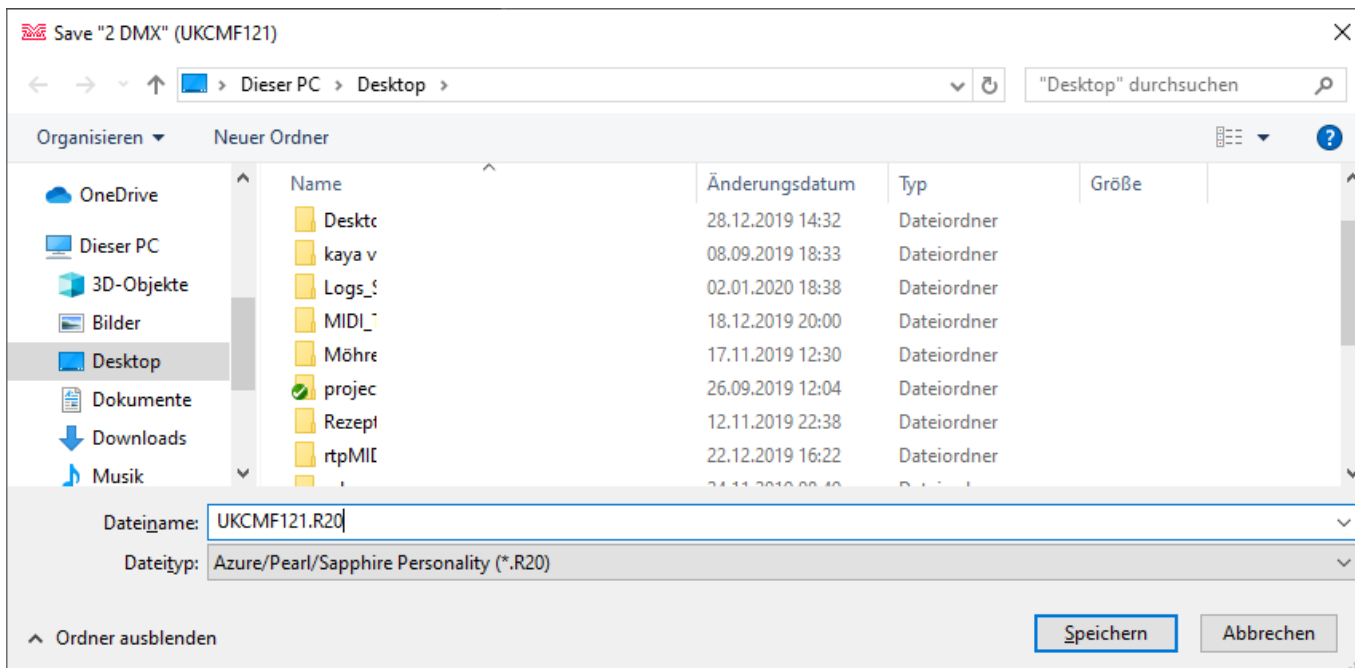 Save "2 DMX" (UKCMF121)
Dieser PC > Desktop >
"Desktop" durchsuchen
Organisieren
Neuer Ordner
Name Änderungsdatum Typ Größe
OneDrive
Dieser PC
3D-Objekte
Bilder
Desktop
Dokumente
Downloads
Musik
Deskto 28.12.2019 14:32 Dateiordner
kaya v 08.09.2019 18:33 Dateiordner
Logs_S 02.01.2020 18:38 Dateiordner
MIDI_T 18.12.2019 20:00 Dateiordner
Möhre 17.11.2019 12:30 Dateiordner
projec 26.09.2019 12:04 Dateiordner
Rezept 12.11.2019 22:38 Dateiordner
rtpMID 22.12.2019 16:22 Dateiordner
Dateiname: UKCMF121.R20
Dateityp: Azure/Pearl/Sapphire Personality (*.R20)
Ordner ausblenden
Speichern
Abbrechen